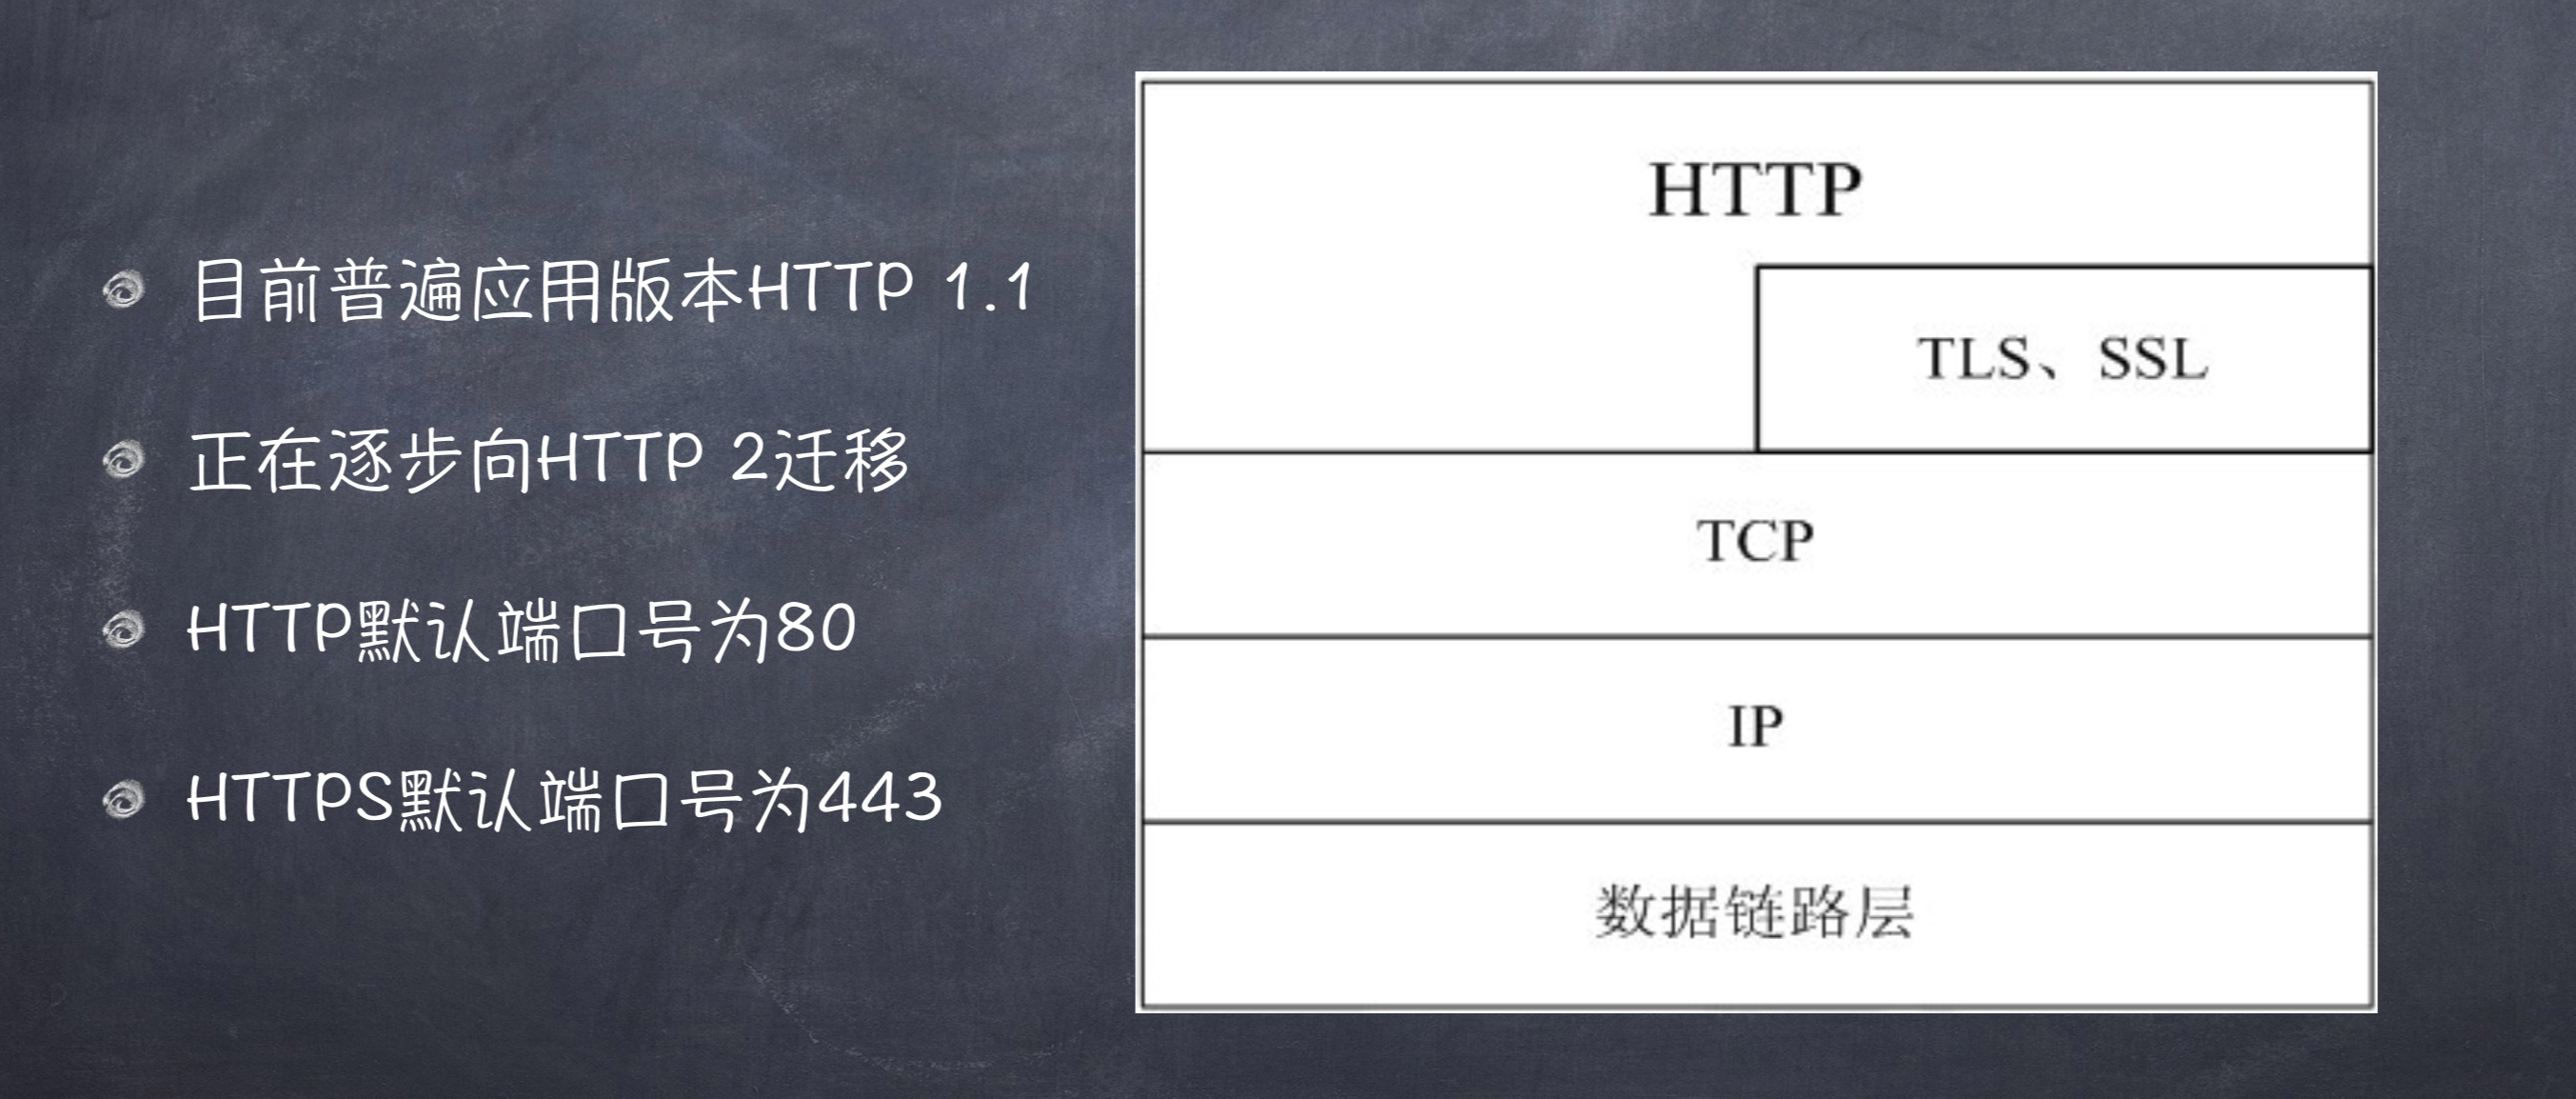 目前普遍应用版本HTTP 1.1
正在逐步向HTTP 2迁移
HTTP默认端口号为80
HTTPS默认端口号为443
HTTP
TLS、SSL
TCP
IP
数据链路层